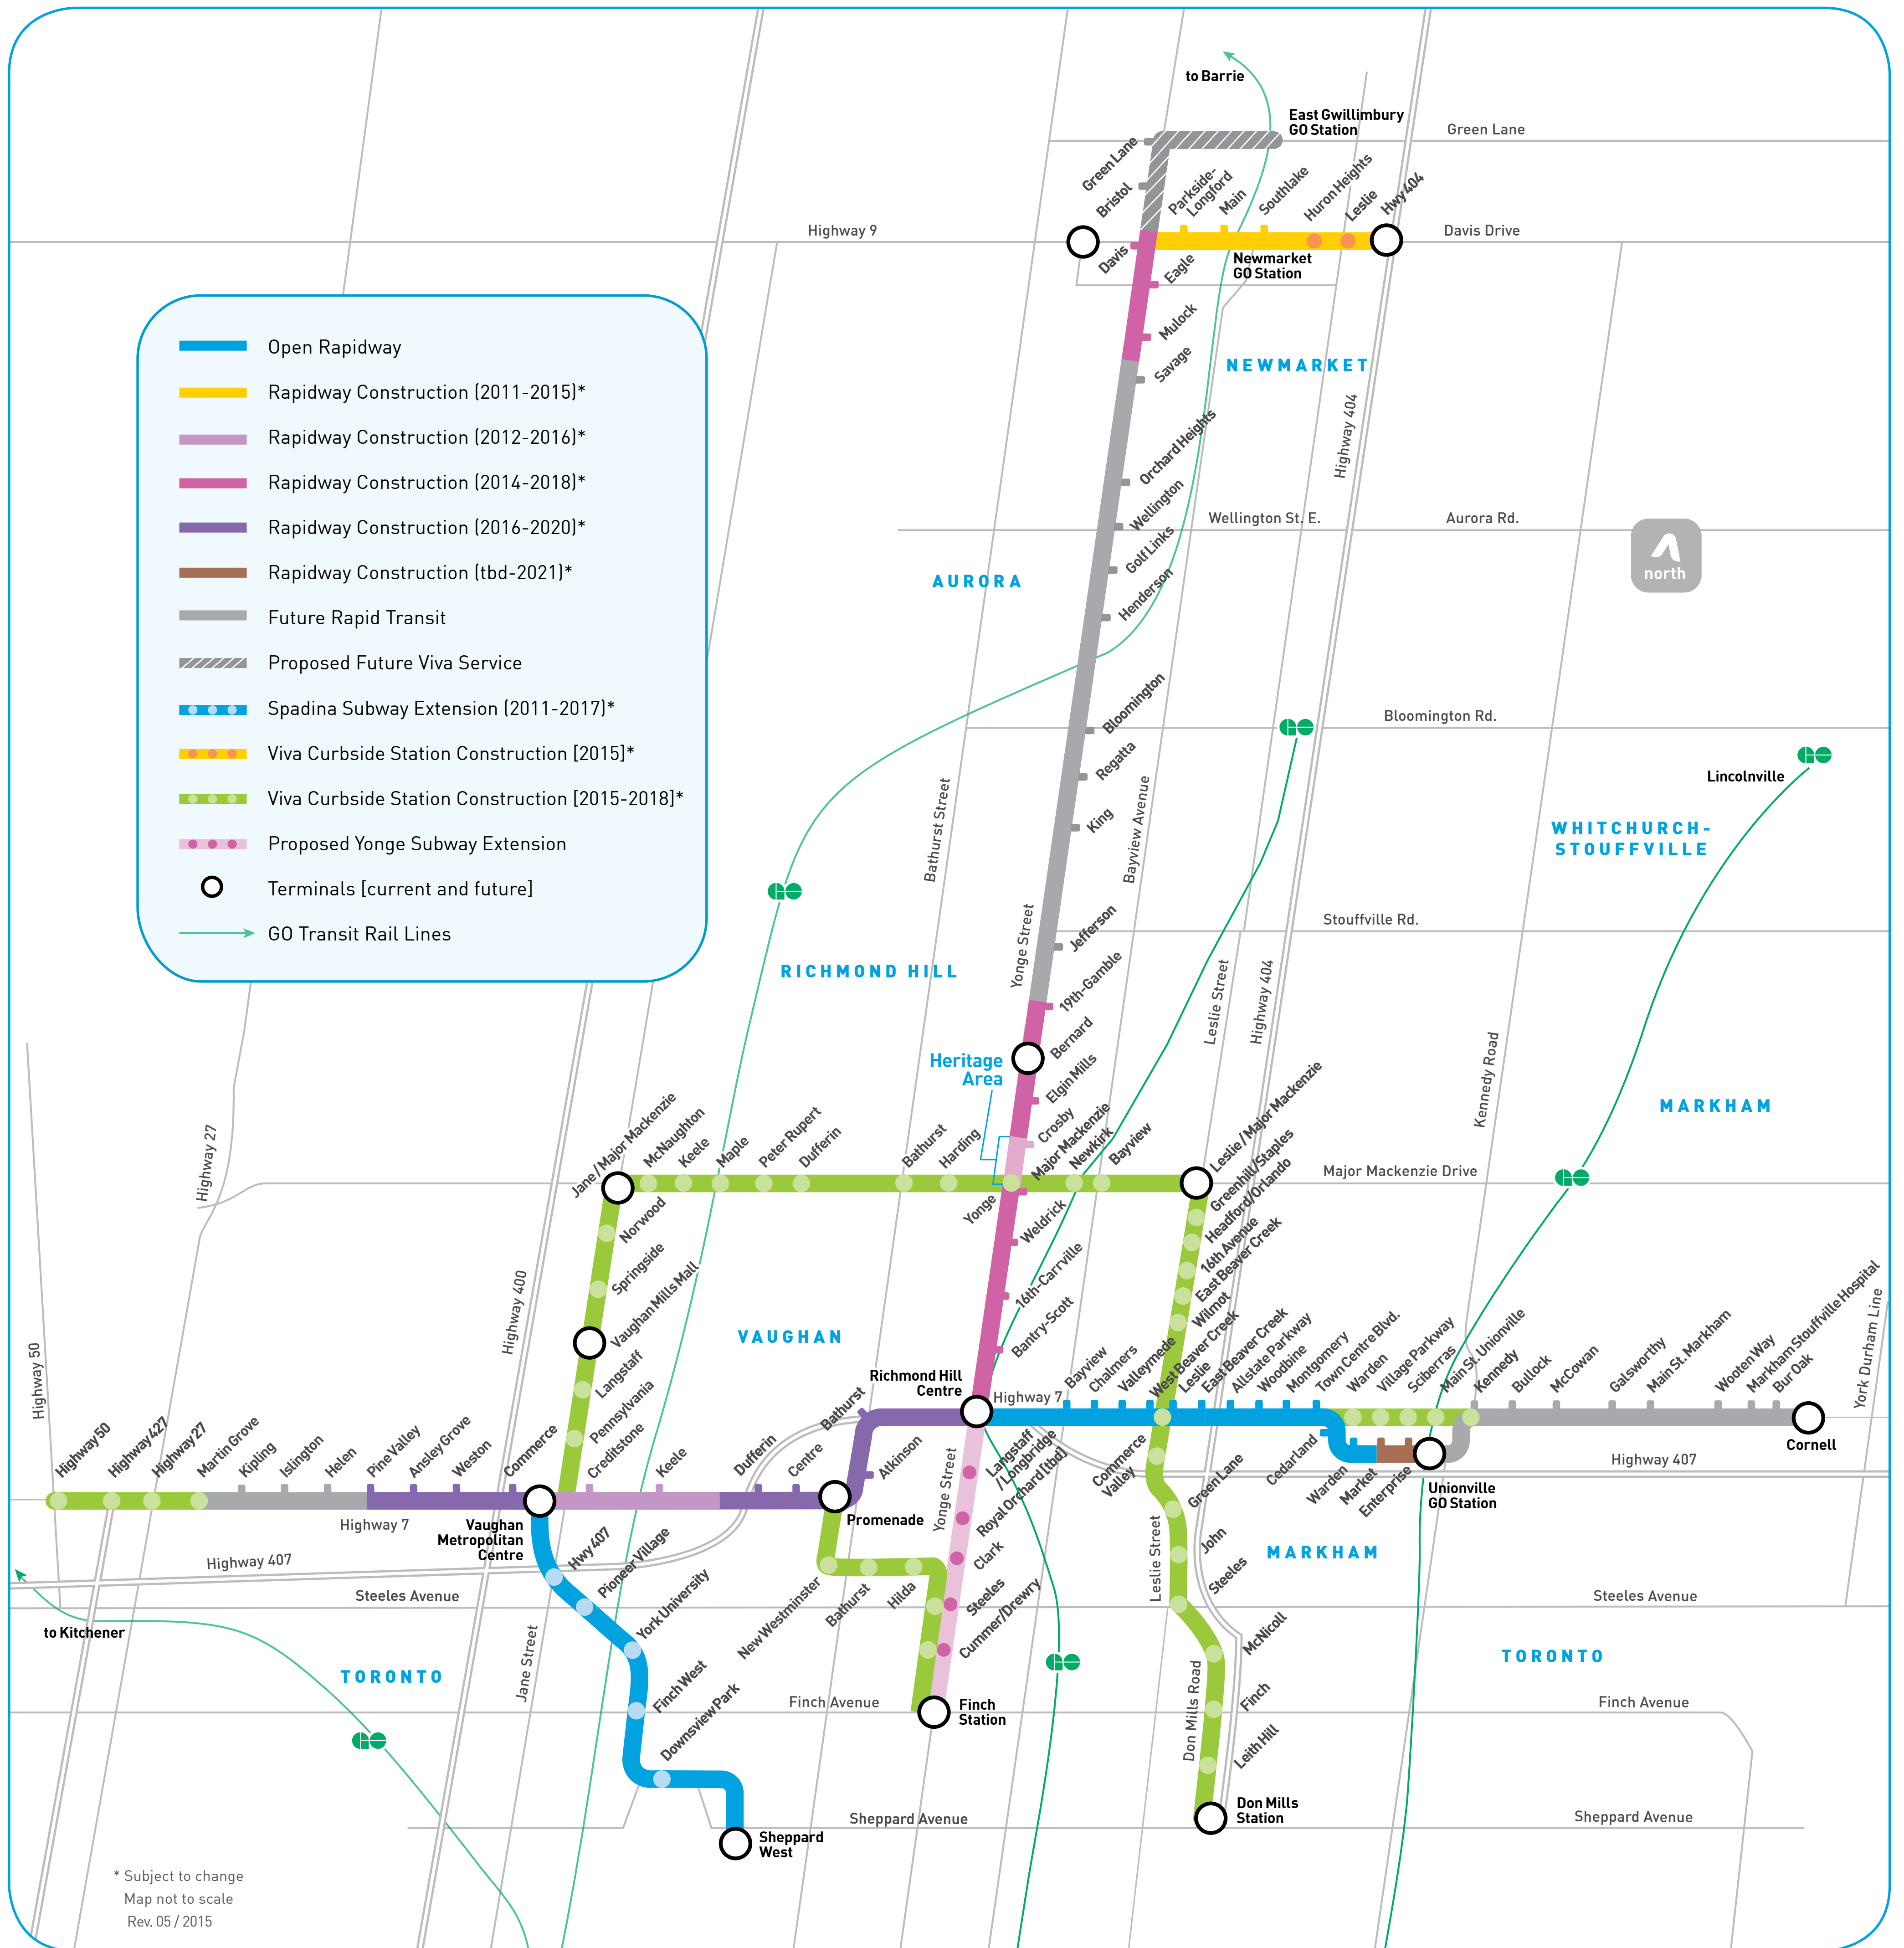 to Barrie
East Gwillimbury
GO Station
Green Lane
Green Lane
Bristol
Parkside-
Longford
Main
Southlake
Huron Heights
Leslie
Hwy 404
Highway 9
Davis Drive
Davis
Eagle
Newmarket
GO Station
Mulock
Savage
NEWMARKET
Highway 404
Open Rapidway
Rapidway Construction (2011-2015)*
Rapidway Construction (2012-2016)*
Rapidway Construction (2014-2018)*
Rapidway Construction (2016-2020)*
Rapidway Construction (tbd-2021)*
Future Rapid Transit
Proposed Future Viva Service
Spadina Subway Extension (2011-2017)*
Viva Curbside Station Construction [2015]*
Viva Curbside Station Construction [2015-2018]*
Proposed Yonge Subway Extension
Terminals [current and future]
GO Transit Rail Lines
Orchard Heights
Wellington
Wellington St. E.
Aurora Rd.
Golf Links
Henderson
AURORA
north
Bloomington
Bloomington Rd.
Regatta
King
Bathurst Street
Bayview Avenue
Lincolnville
WHITCHURCH-
STOUFFVILLE
Jefferson
Stouffville Rd.
Yonge Street
19th-Gamble
Leslie Street
Highway 404
RICHMOND HILL
Bernard
Heritage
Area
Elgin Mills
Crosby
Major Mackenzie
Newkirk
Bayview
Leslie / Major Mackenzie
Kennedy Road
MARKHAM
Highway 27
Jane / Major Mackenzie
McNaughton
Keele
Maple
Peter Rupert
Dufferin
Bathurst
Harding
Yonge
Major Mackenzie Drive
Greenhill/Staples
Headford/Orlando
16th Avenue
East Beaver Creek
Wilmot
West Beaver Creek
Norwood
Springside
Vaughan Mills Mall
Langstaff
Pennsylvania
Weldrick
16th-Carrville
Bantry-Scott
Highway 400
VAUGHAN
Highway 50
Richmond Hill
Centre
Highway 7
Bayview
Chalmers
Valleymede
Leslie
East Beaver Creek
Allstate Parkway
Woodbine
Montgomery
Town Centre Blvd.
Warden
Village Parkway
Sciberras
Main St. Unionville
Kennedy
Bullock
McCowan
Galsworthy
Main St. Markham
Wooten Way
Markham Stouffville Hospital
Bur Oak
York Durham Line
Cornell
Highway 50
Highway 427
Highway 27
Martin Grove
Kipling
Islington
Helen
Pine Valley
Ansley Grove
Weston
Commerce
Creditstone
Keele
Dufferin
Centre
Bathurst
Atkinson
Promenade
Langstaff
/ Longbridge
Royal Orchard [tbd]
Commerce
Valley
Green Lane
Cedarland
Warden
Market
Enterprise
Unionville
GO Station
Highway 407
Highway 7
Vaughan
Metropolitan
Centre
Highway 407
Steeles Avenue
to Kitchener
Hwy 407
Pioneer Village
York University
Finch West
Downsview Park
Sheppard
West
Jane Street
New Westminster
Bathurst
Hilda
Yonge Street
Clark
Steeles
Cummer/Drewry
Finch Avenue
Finch
Station
Leslie Street
John
Steeles
McNicoll
Finch
Leith Hill
Don Mills Road
Don Mills
Station
MARKHAM
Steeles Avenue
TORONTO
TORONTO
Finch Avenue
Sheppard Avenue
Sheppard Avenue
* Subject to change
Map not to scale
Rev. 05 / 2015